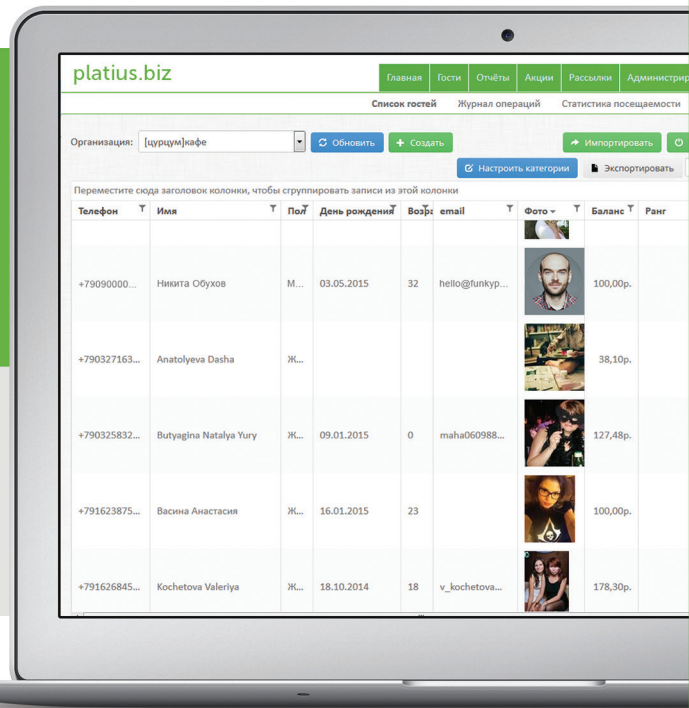 platius.biz
Главная Гости Отчёты Акции Рассылки Администрир
Список гостей Журнал операций Статистика посещаемости
Организация: [цурцум]кафе Обновить Создать Импортировать
Настроить категории Экспортировать
Переместите сюда заголовок колонки, чтобы сгруппировать записи из этой колонки
Телефон Имя Пол День рождения Возра email Фото Баланс Ранг
+79090000... Никита Обухов М... 03.05.2015 32 hello@funkyp... 100,00р.
+790327163... Anatolyeva Dasha Ж... 38,10р.
+790325832... Butyagina Natalya Yury Ж... 09.01.2015 0 maha060988... 127,48р.
+791623875... Васина Анастасия Ж... 16.01.2015 23 100,00р.
+791626845... Kochetova Valeriya Ж... 18.10.2014 18 v_kochetova... 178,30р.